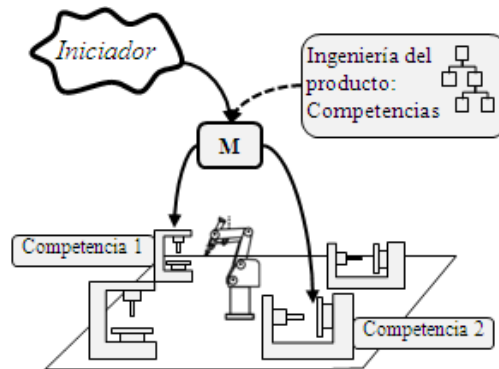 Iniciador
Ingeniería del
producto:
Competencias
M
Competencia 1
Competencia 2